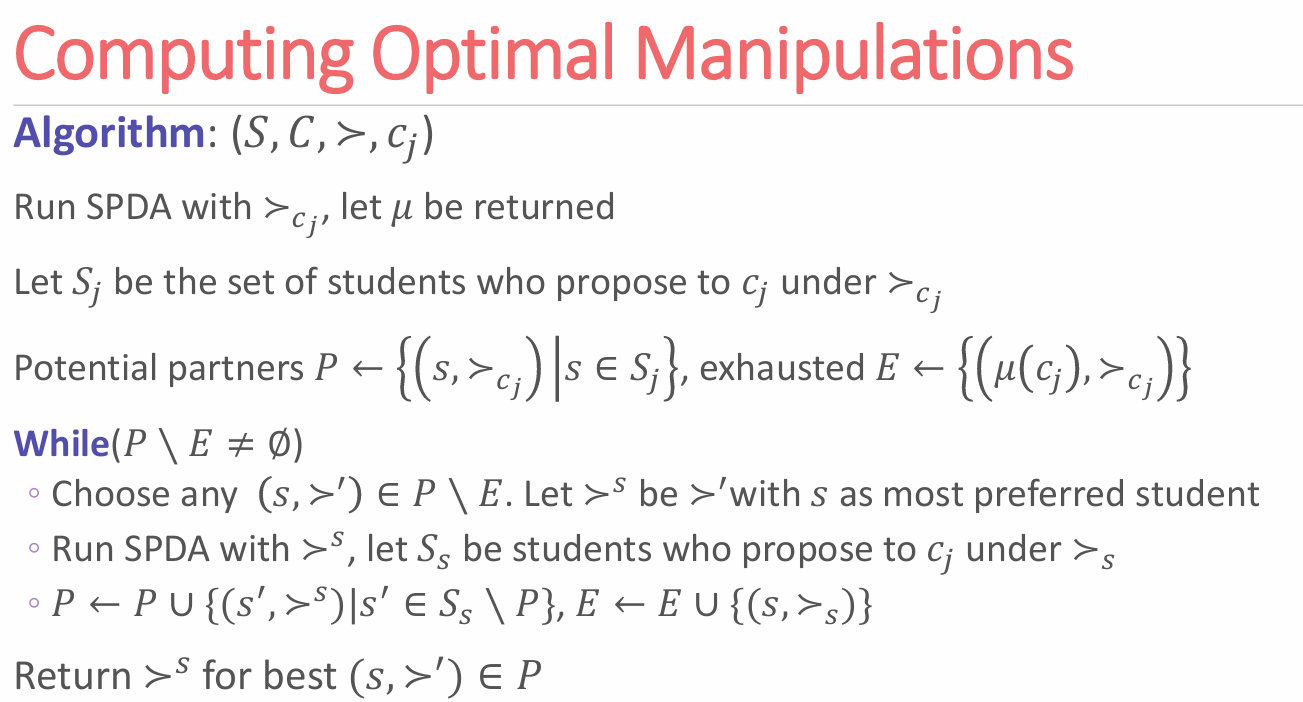 Computing Optimal Manipulations
Algorithm: (S, C, ≻, c_j)
Run SPDA with ≻_{c_j}, let μ be returned
Let S_j be the set of students who propose to c_j under ≻_{c_j}
Potential partners P ← {(s, ≻_{c_j}) | s ∈ S_j}, exhausted E ← {(μ(c_j), ≻_{c_j})}
While(P \ E ≠ ∅)
◦ Choose any (s, ≻′) ∈ P \ E. Let ≻^s be ≻′with s as most preferred student
◦ Run SPDA with ≻^s, let S_s be students who propose to c_j under ≻_s
◦ P ← P ∪ {(s′, ≻^s)|s′ ∈ S_s \ P}, E ← E ∪ {(s, ≻_s)}
Return ≻^s for best (s, ≻′) ∈ P